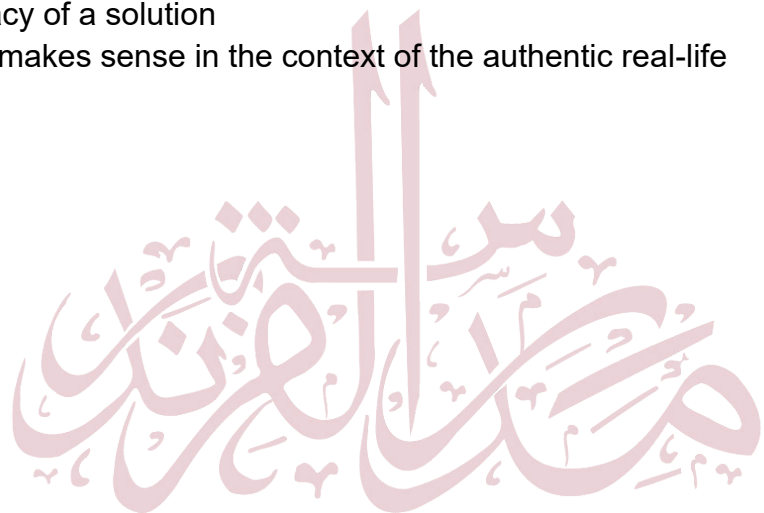 acy of a solution
makes sense in the context of the authentic real-life